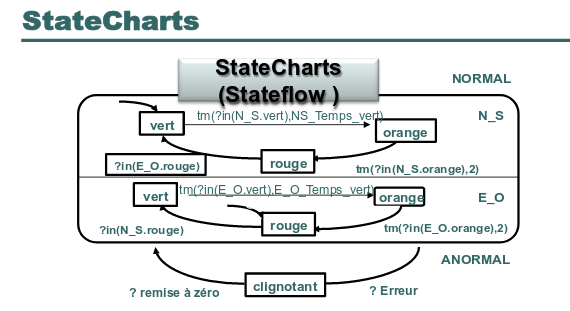 StateCharts
StateCharts
(Stateflow )
NORMAL
tm(?in(N_S.vert),NS_Temps_vert)
N_S
vert
orange
?in(E_O.rouge)
rouge
tm(?in(N_S.orange),2)
vert
tm(?in(E_O.vert),E_O_Temps_vert)
orange
E_O
?in(N_S.rouge)
rouge
tm(?in(E_O.orange),2)
ANORMAL
? remise à zéro
clignotant
? Erreur